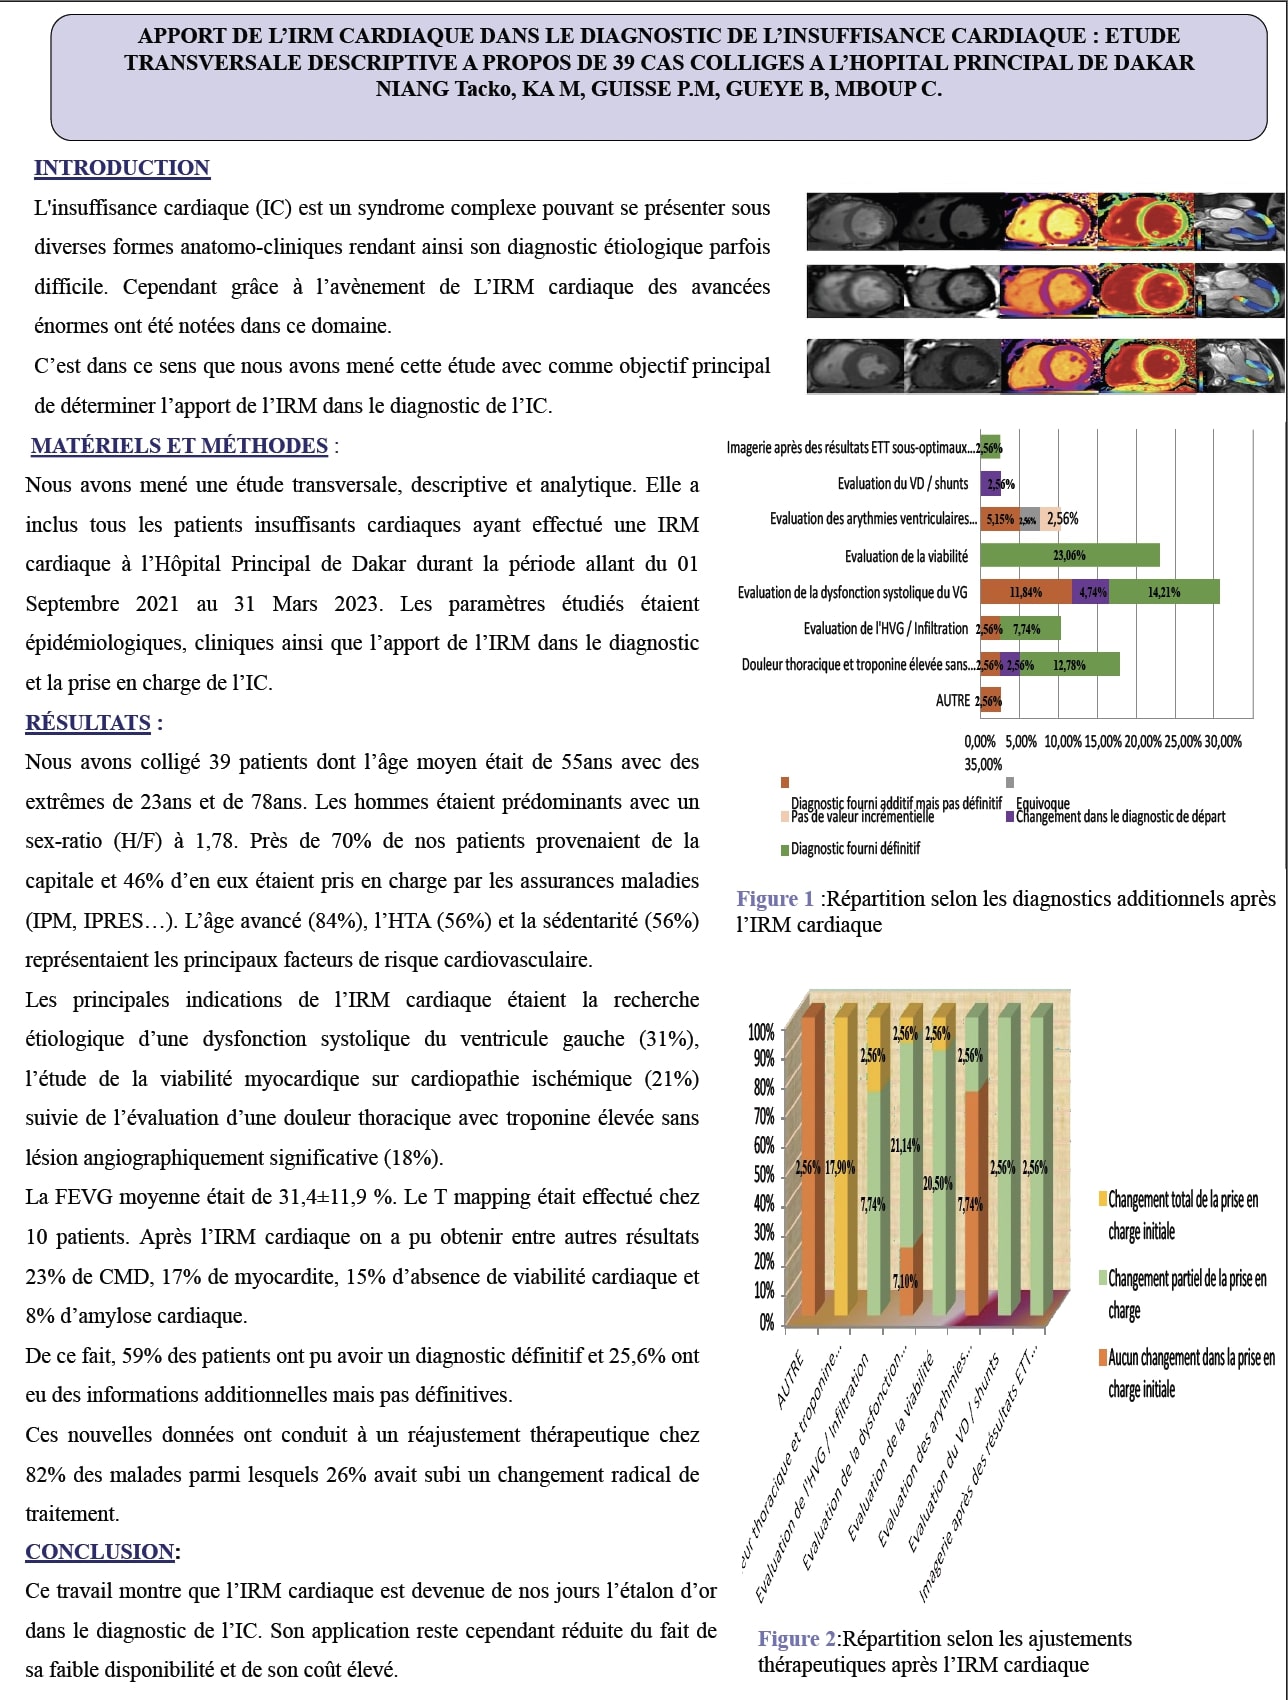 APPORT DE L’IRM CARDIAQUE DANS LE DIAGNOSTIC DE L’INSUFFISANCE CARDIAQUE : ETUDE
TRANSVERSALE DESCRIPTIVE A PROPOS DE 39 CAS COLLIGES A L’HOPITAL PRINCIPAL DE DAKAR
NIANG Tacko, KA M, GUISSE P.M, GUEYE B, MBOUP C.
INTRODUCTION
L'insuffisance cardiaque (IC) est un syndrome complexe pouvant se présenter sous
diverses formes anatomo-cliniques rendant ainsi son diagnostic étiologique parfois
difficile. Cependant grâce à l’avènement de L’IRM cardiaque des avancées
énormes ont été notées dans ce domaine.
C’est dans ce sens que nous avons mené cette étude avec comme objectif principal
de déterminer l’apport de l’IRM dans le diagnostic de l’IC.
MATÉRIELS ET MÉTHODES :
Nous avons mené une étude transversale, descriptive et analytique. Elle a
inclus tous les patients insuffisants cardiaques ayant effectué une IRM
cardiaque à l’Hôpital Principal de Dakar durant la période allant du 01
Septembre 2021 au 31 Mars 2023. Les paramètres étudiés étaient
épidémiologiques, cliniques ainsi que l’apport de l’IRM dans le diagnostic
et la prise en charge de l’IC.
RÉSULTATS :
Nous avons colligé 39 patients dont l’âge moyen était de 55ans avec des
extrêmes de 23ans et de 78ans. Les hommes étaient prédominants avec un
sex-ratio (H/F) à 1,78. Près de 70% de nos patients provenaient de la
capitale et 46% d’en eux étaient pris en charge par les assurances maladies
(IPM, IPRES…). L’âge avancé (84%), l’HTA (56%) et la sédentarité (56%)
représentaient les principaux facteurs de risque cardiovasculaire.
Les principales indications de l’IRM cardiaque étaient la recherche
étiologique d’une dysfonction systolique du ventricule gauche (31%),
l’étude de la viabilité myocardique sur cardiopathie ischémique (21%)
suivie de l’évaluation d’une douleur thoracique avec troponine élevée sans
lésion angiographiquement significative (18%).
La FEVG moyenne était de 31,4±11,9 %. Le T mapping était effectué chez
10 patients. Après l’IRM cardiaque on a pu obtenir entre autres résultats
23% de CMD, 17% de myocardite, 15% d’absence de viabilité cardiaque et
8% d’amylose cardiaque.
De ce fait, 59% des patients ont pu avoir un diagnostic définitif et 25,6% ont
eu des informations additionnelles mais pas définitives.
Ces nouvelles données ont conduit à un réajustement thérapeutique chez
82% des malades parmi lesquels 26% avait subi un changement radical de
traitement.
CONCLUSION:
Ce travail montre que l’IRM cardiaque est devenue de nos jours l’étalon d’or
dans le diagnostic de l’IC. Son application reste cependant réduite du fait de
sa faible disponibilité et de son coût élevé.
Imagerie après des résultats ETT sous-optimaux... 2,56%
Evaluation du VD / shunts 2,56%
Evaluation des arythmies ventriculaires... 5,15% 2,56% 2,56%
Evaluation de la viabilité 23,06%
Evaluation de la dysfonction systolique du VG 11,84% 4,74% 14,21%
Evaluation de l'HVG / Infiltration 2,56% 7,74%
Douleur thoracique et troponine élevée sans... 2,56% 2,56% 12,78%
AUTRE 2,56%
0,00% 5,00% 10,00% 15,00% 20,00% 25,00% 30,00%
35,00%
Diagnostic fourni additif mais pas définitif Equivoque
Pas de valeur incrémentielle Changement dans le diagnostic de départ
Diagnostic fourni définitif
Figure 1 :Répartition selon les diagnostics additionnels après
l’IRM cardiaque
100%
90%
80%
70%
60%
50%
40%
30%
20%
10%
0%
2,56% 2,56%
2,56% 2,56%
21,14%
2,56% 17,90% 2,56% 2,56%
20,50%
7,74% 7,74%
7,10%
AUTRE
eur thoracique et troponine...
Evaluation de l'HVG / Infiltration
Evaluation de la dysfonction...
Evaluation de la viabilité
Evaluation des arythmies...
Evaluation du VD / shunts
Imagerie après des résultats ETT...
Changement total de la prise en
charge initiale
Changement partiel de la prise en
charge
Aucun changement dans la prise en
charge initiale
Figure 2:Répartition selon les ajustements
thérapeutiques après l’IRM cardiaque